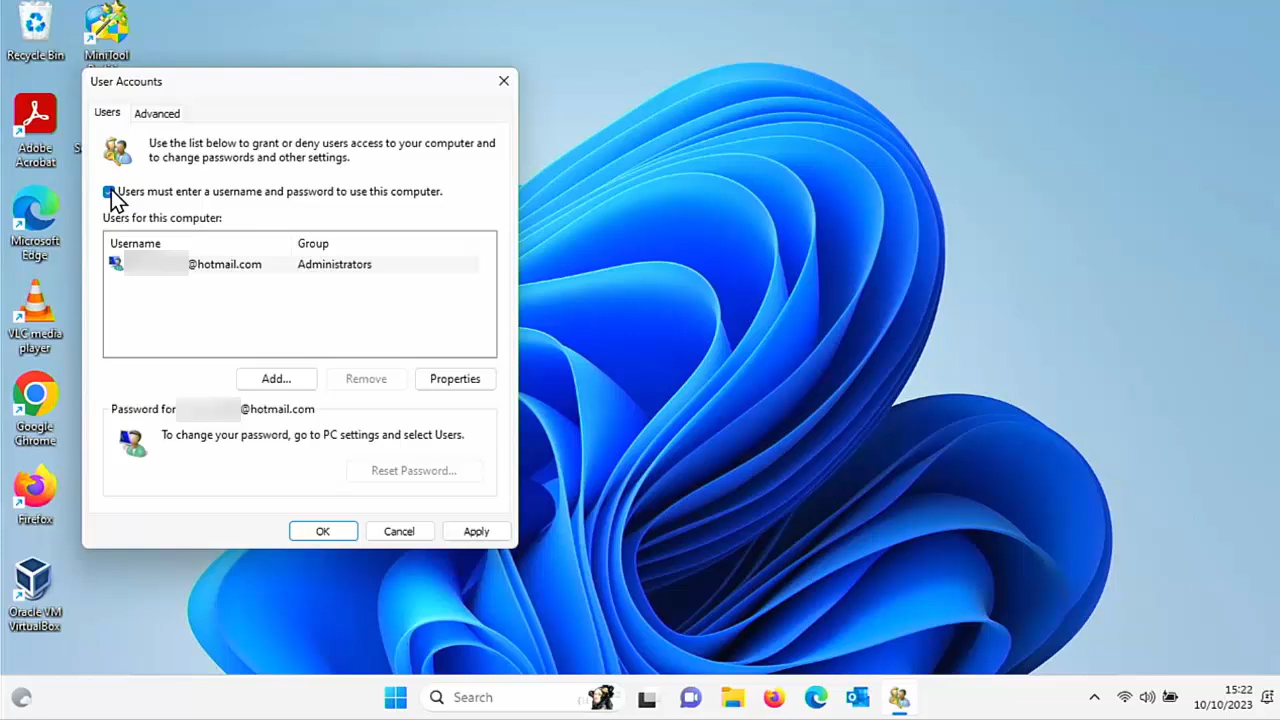 Recycle Bin
MiniTool
Adobe
Acrobat
S
Microsoft
Edge
VLC media
player
Google
Chrome
Firefox
Oracle VM
VirtualBox
User Accounts
Users
Advanced
Use the list below to grant or deny users access to your computer and
to change passwords and other settings.
Users must enter a username and password to use this computer.
Users for this computer:
Username Group
@hotmail.com Administrators
Add... Remove Properties
Password for @hotmail.com
To change your password, go to PC settings and select Users.
Reset Password...
OK Cancel Apply
Search
15:22
10/10/2023